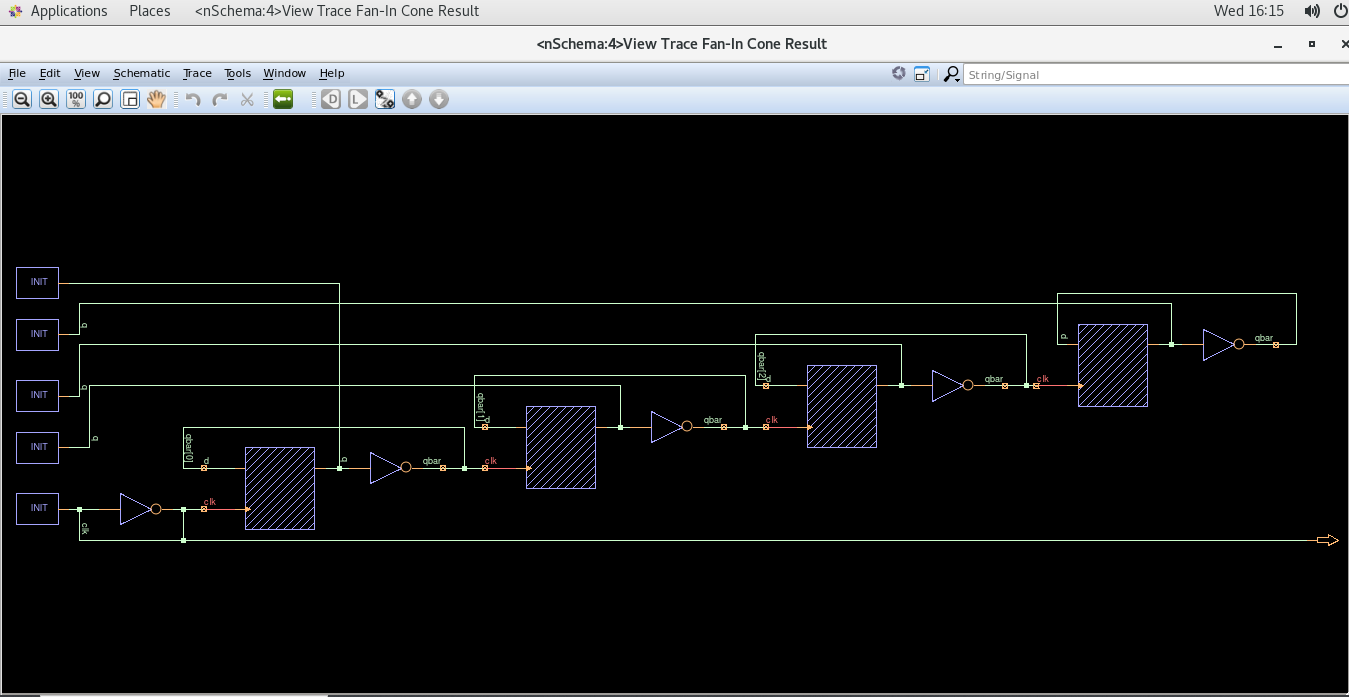 Applications Places <nSchema:4>View Trace Fan-In Cone Result Wed 16:15
<nSchema:4>View Trace Fan-In Cone Result
File Edit View Schematic Trace Tools Window Help String/Signal
100 % D L
INIT
INIT
q
d
qbar
INIT
q
qbar[2]
d
qbar
clk
INIT
q
qbar[1]
d
qbar
clk
qbar[0]
d
q
qbar
clk
INIT
clk
clk